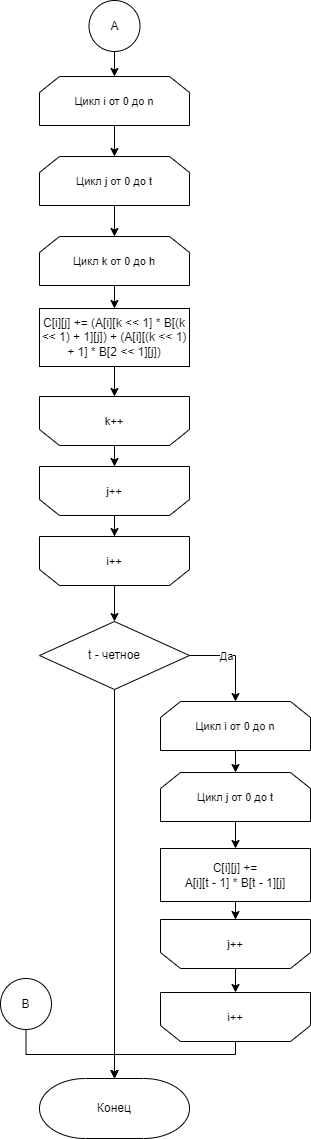 A
Цикл i от 0 до n
Цикл j от 0 до t
Цикл k от 0 до h
C[i][j] += (A[i][k << 1] * B[(k
<< 1) + 1][j]) + (A[i][(k << 1)
+ 1] * B[2 << 1][j])
k++
j++
i++
t - четное
Да
Цикл i от 0 до n
Цикл j от 0 до t
C[i][j] +=
A[i][t - 1] * B[t - 1][j]
j++
B
i++
Конец